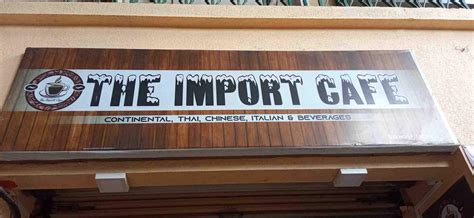 THE IMPORT CAFE
CONTINENTAL, THAI, CHINESE, ITALIAN & BEVERAGES